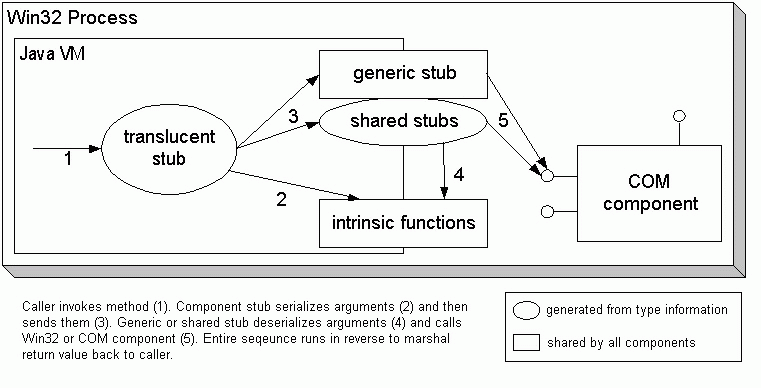 Win32 Process
Java VM
generic stub
translucent
stub
3
shared stubs
5
1
4
2
intrinsic functions
COM
component
Caller invokes method (1). Component stub serializes arguments (2) and then
sends them (3). Generic or shared stub deserializes arguments (4) and calls
Win32 or COM component (5). Entire seqeunce runs in reverse to marshal
return value back to caller.
generated from type information
shared by all components